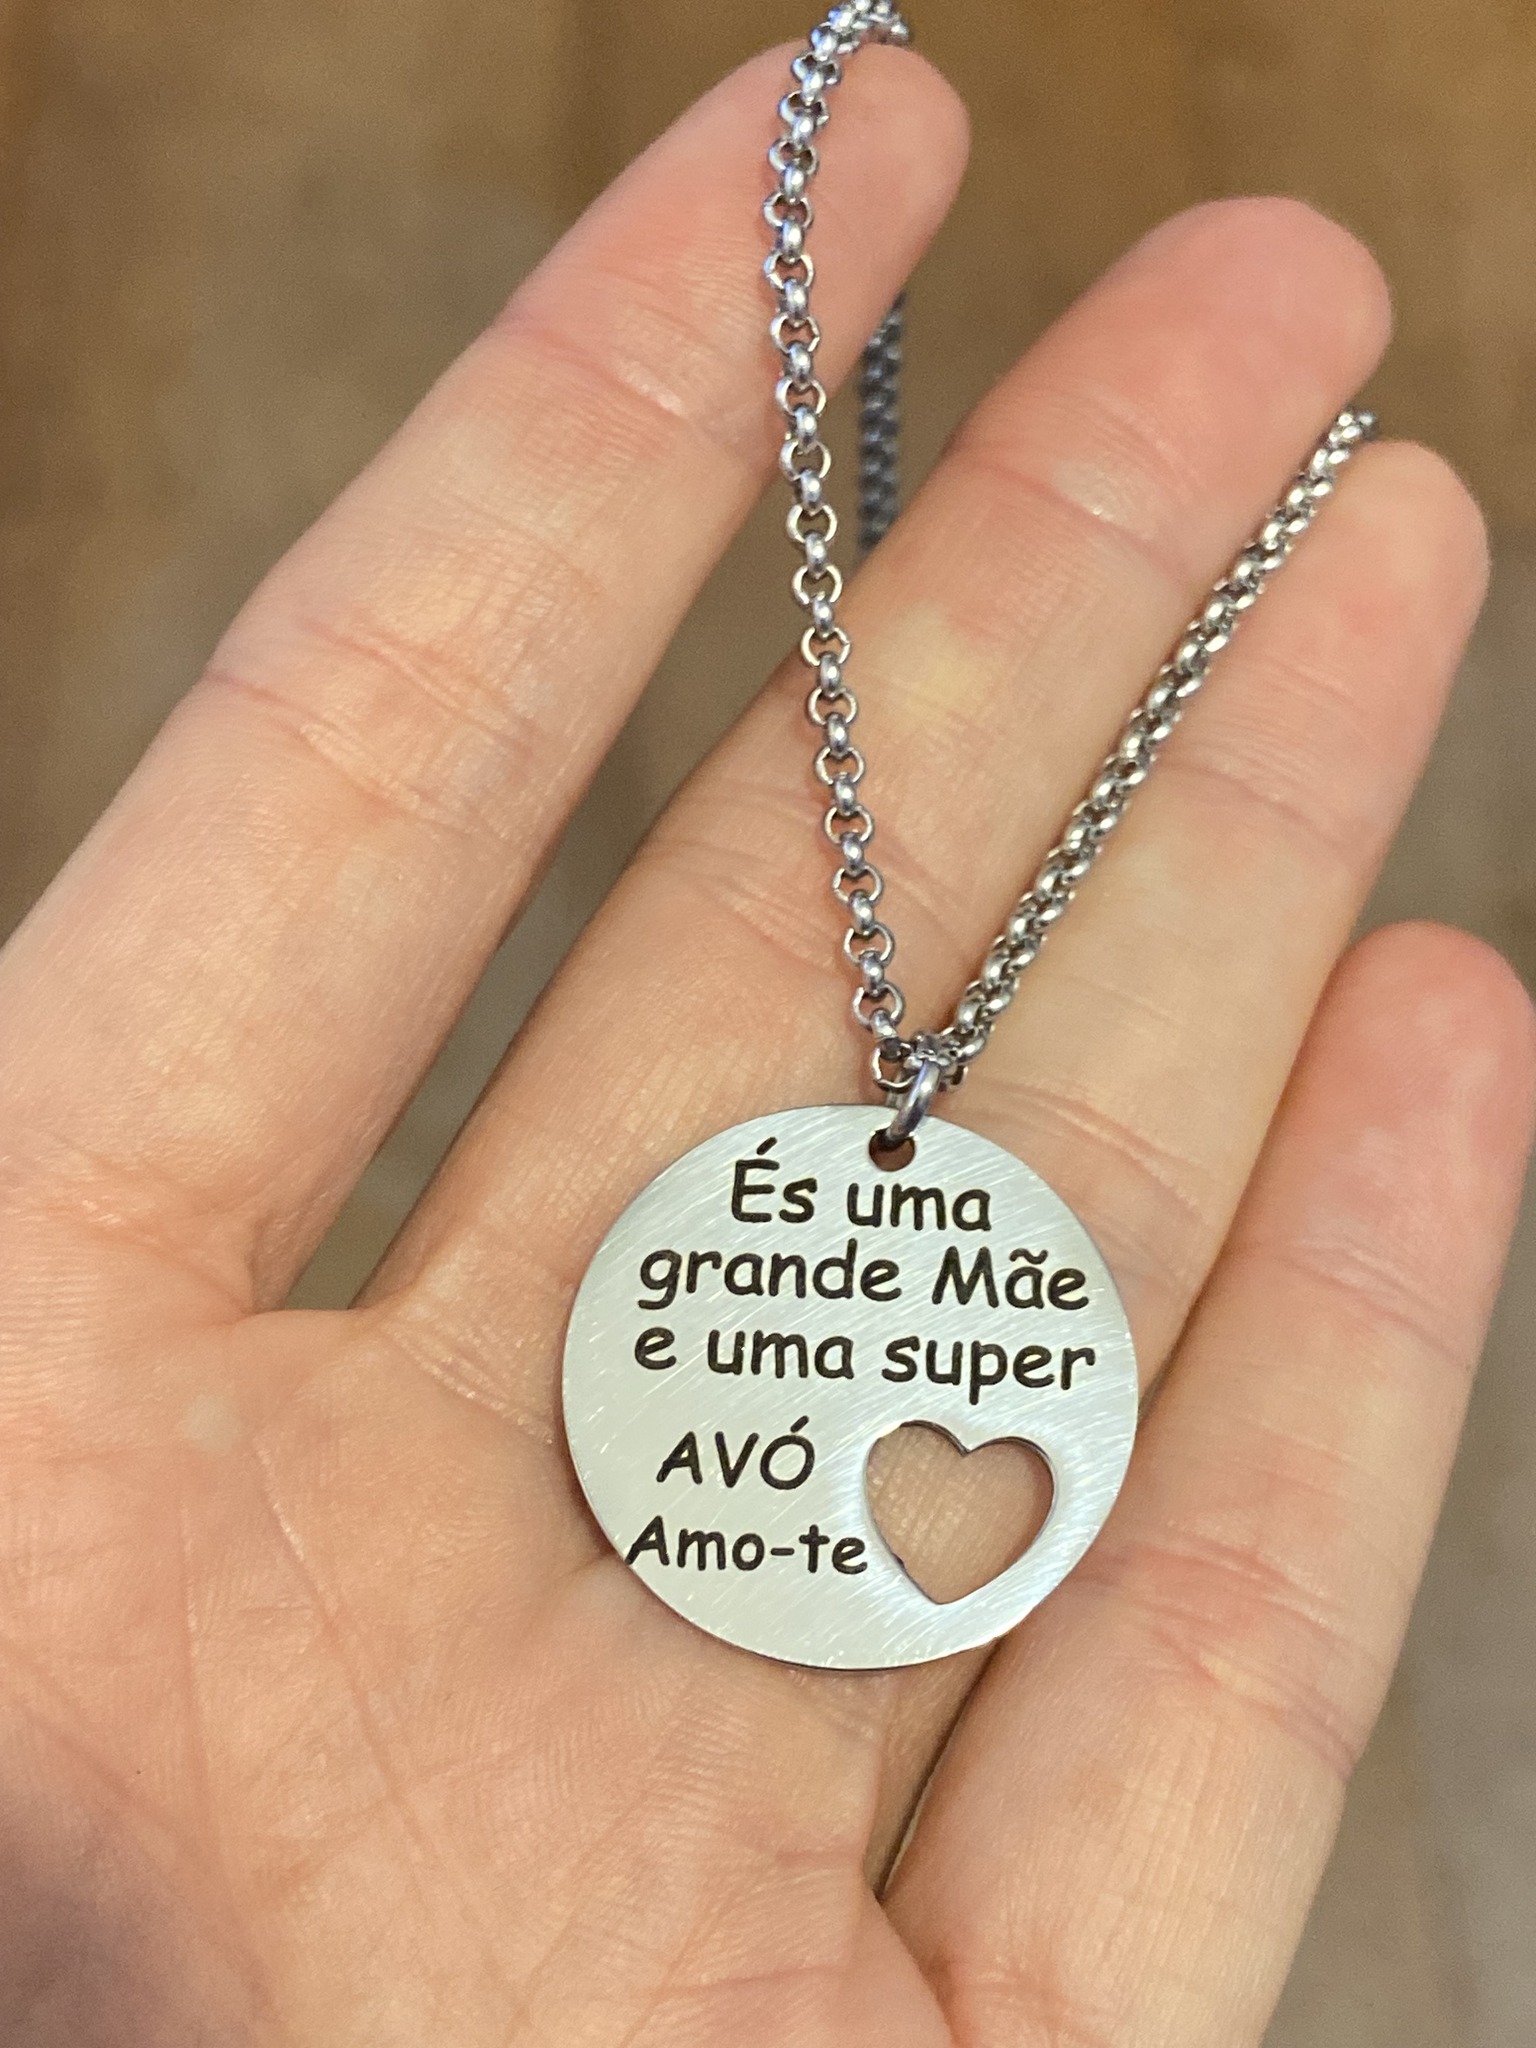 És uma
grande Mãe
e uma super
AVÓ
Amo-te